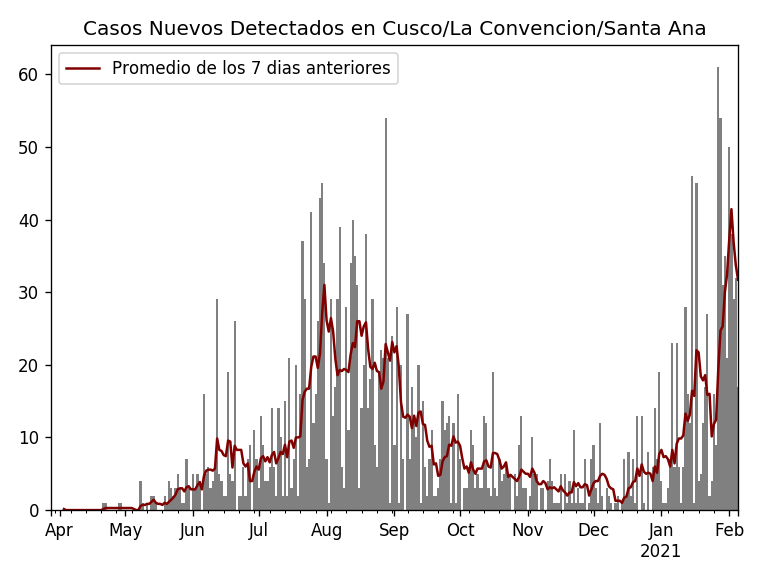 Casos Nuevos Detectados en Cusco/La Convencion/Santa Ana
Promedio de los 7 dias anteriores
60
50
40
30
20
10
0
Apr May Jun Jul Aug Sep Oct Nov Dec Jan Feb
2021